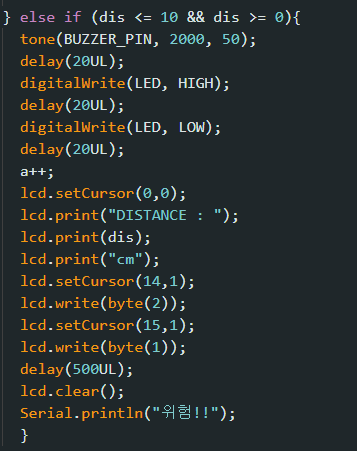 } else if (dis <= 10 && dis >= 0){
tone(BUZZER_PIN, 2000, 50);
delay(20UL);
digitalWrite(LED, HIGH);
delay(20UL);
digitalWrite(LED, LOW);
delay(20UL);
a++;
lcd.setCursor(0,0);
lcd.print("DISTANCE : ");
lcd.print(dis);
lcd.print("cm");
lcd.setCursor(14,1);
lcd.write(byte(2));
lcd.setCursor(15,1);
lcd.write(byte(1));
delay(500UL);
lcd.clear();
Serial.println("위험!!");
}